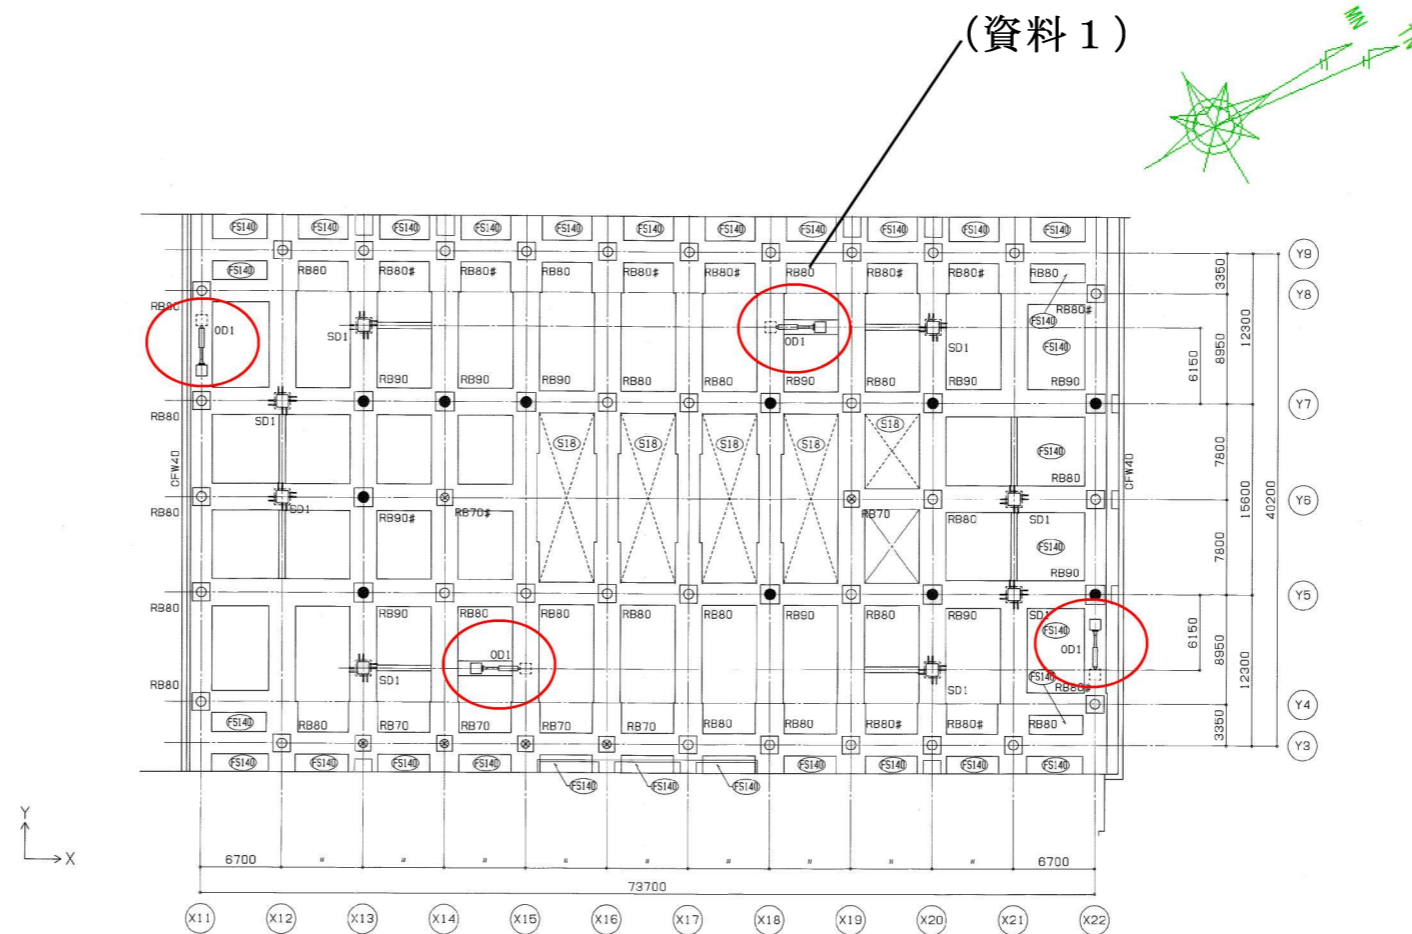 (資料１)
MN
FS140 FS140 FS140 FS140 FS140 FS140 FS140 FS140 FS140 FS140 FS140
Y9
FS140 RB80 RB80# RB80# RB80 RB80# RB80# RB80 RB80# RB80# RB80
3350
Y8
RB80 RB80#
FS140
OD1 SD1 OD1 SD1 FS140
12300
8950
6150
RB90 RB90 RB90 RB80 RB80 RB90 RB80 RB90 RB90
Y7
RB80 SD1
S18 S18 S18 S18 S18
FS140
7800
CFW40 CFW40
RB80
Y6
15600
40200
RB80 SD1 RB90# RB70# RB70 RB80 SD1
FS140
7800
RB90
Y5
RB80 RB90 RB80 RB80 RB80 RB80 RB80 RB80 RB90 SD1
FS140
OD1 OD1
6150
8950
12300
RB80 SD1 SD1 FS140
RB80#
Y4
FS140 RB80 RB70 RB70 RB70 RB70 RB80 RB80 RB80# RB80# RB80
3350
Y3
FS140 FS140 FS140 FS140 FS140 FS140 FS140 FS140
FS140 FS140 FS140
Y
X
6700 〃 〃 〃 〃 〃 〃 〃 〃 〃 6700
73700
X11 X12 X13 X14 X15 X16 X17 X18 X19 X20 X21 X22